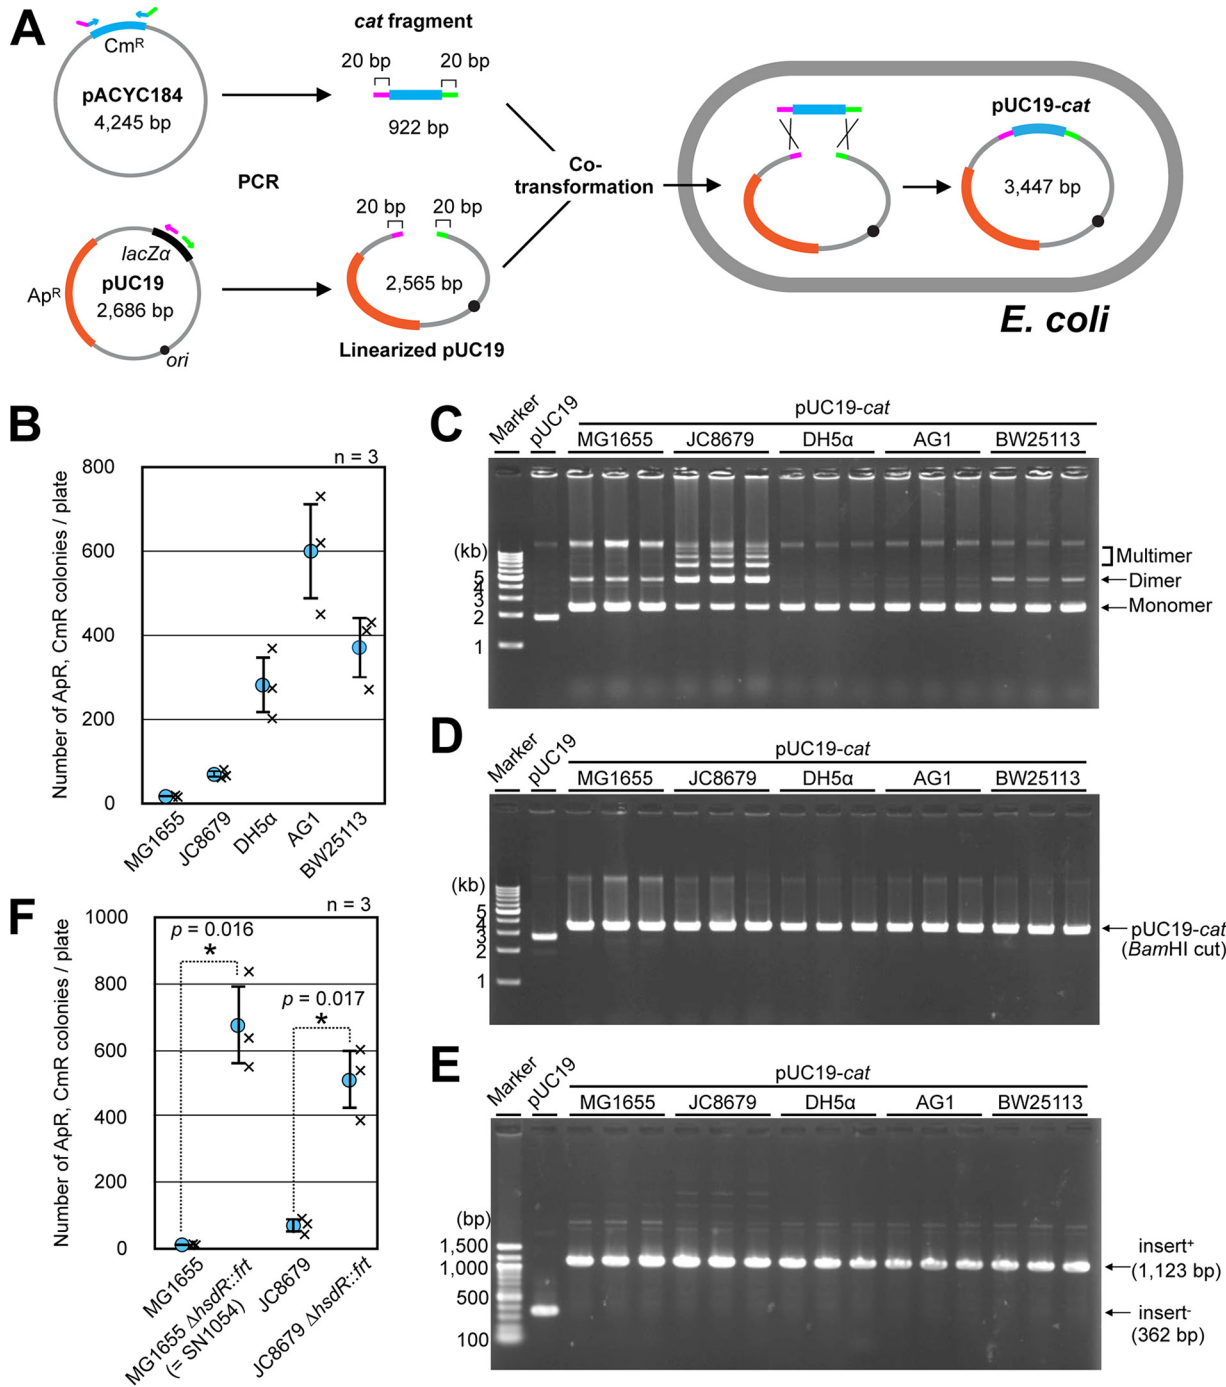 A
Cm^R
pACYC184
4,245 bp
PCR
lacZα
pUC19
2,686 bp
Ap^R
ori
cat fragment
20 bp 20 bp
922 bp
20 bp 20 bp
2,565 bp
Linearized pUC19
Co-
transformation
pUC19-cat
3,447 bp
E. coli
B
n = 3
Number of ApR, CmR colonies / plate
800
600
400
200
0
MG1655
JC8679
DH5α
AG1
BW25113
C
Marker
pUC19
pUC19-cat
MG1655 JC8679 DH5α AG1 BW25113
(kb)
5
4
3
2
1
Multimer
Dimer
Monomer
D
Marker
pUC19
pUC19-cat
MG1655 JC8679 DH5α AG1 BW25113
(kb)
5
4
3
2
1
pUC19-cat
(BamHI cut)
F
n = 3
Number of ApR, CmR colonies / plate
1000
800
600
400
200
0
p = 0.016
*
p = 0.017
*
MG1655
MG1655 ΔhsdR::frt
(= SN1054)
JC8679
JC8679 ΔhsdR::frt
E
Marker
pUC19
pUC19-cat
MG1655 JC8679 DH5α AG1 BW25113
(bp)
1,500
1,000
500
100
insert⁺
(1,123 bp)
insert⁻
(362 bp)